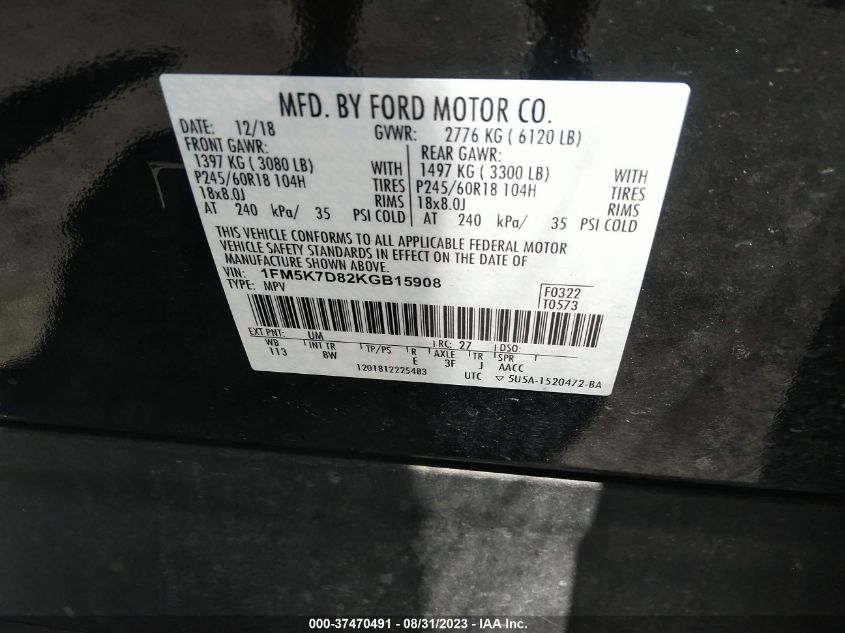 MFD. BY FORD MOTOR CO.
DATE: 12/18 GVWR: 2776 KG ( 6120 LB)
FRONT GAWR: REAR GAWR:
1397 KG ( 3080 LB) WITH 1497 KG ( 3300 LB) WITH
P245/60R18 104H TIRES P245/60R18 104H TIRES
18x8.0J RIMS 18x8.0J RIMS
AT 240 kPa/ 35 PSI COLD AT 240 kPa/ 35 PSI COLD
THIS VEHICLE CONFORMS TO ALL APPLICABLE FEDERAL MOTOR
VEHICLE SAFETY STANDARDS IN EFFECT ON THE DATE OF
MANUFACTURE SHOWN ABOVE.
VIN: 1FM5K7D82KGB15908
TYPE: MPV
F0322
T0573
EXT PNT: UM RC: 27 DSO:
WB INT TR TP/PS R AXLE TR SPR
113 8W E 3F J AACC
1201812225483 UTC ▽ 5U5A-1520472-BA
000-37470491 - 08/31/2023 - IAA Inc.